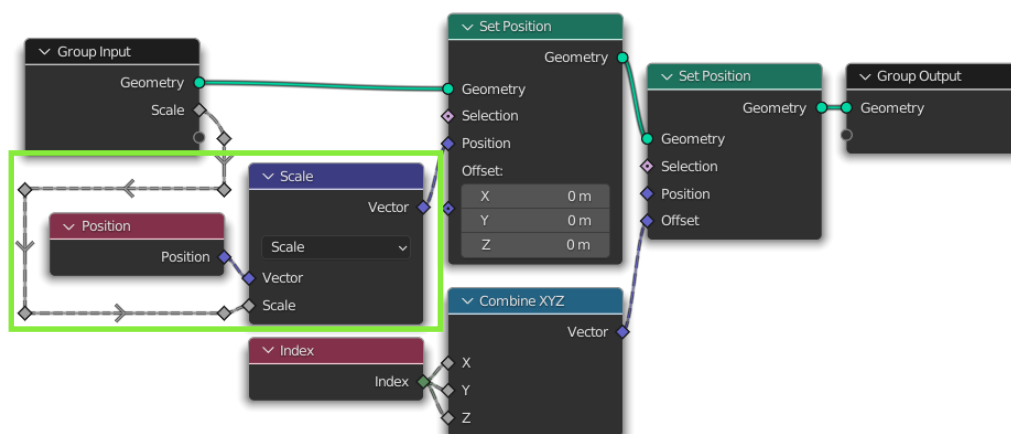 Group Input
Geometry
Scale
Position
Position
Scale
Vector
Scale
Vector
Scale
Index
Index
Set Position
Geometry
Geometry
Selection
Position
Offset:
X 0 m
Y 0 m
Z 0 m
Combine XYZ
Vector
X
Y
Z
Set Position
Geometry
Geometry
Selection
Position
Offset
Group Output
Geometry